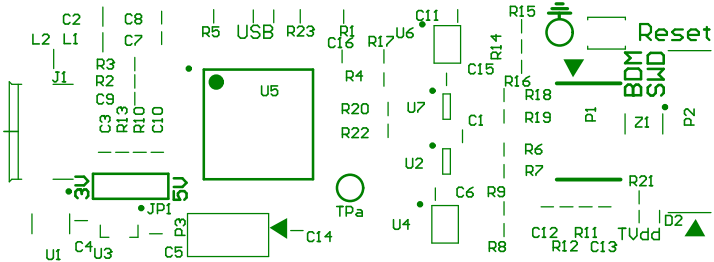 C2 C8 R5 USB R23 R1 R17 U6 C11 R15 Reset
L2 L1 C7 C16 R14
J1 R3 R4 C15 BDM SWD
R2 U5 R16
C9 R20 U7 R18 P1 P2
C3 R13 R10 C10 C1 R19 Z1
R22
U2 R6
R7
3V 5V C6 R9 R21
JP1 TPa D2
U4
P3 C14 C12 R11 TVdd
U1 C4 U3 C5 R8 R12 C13